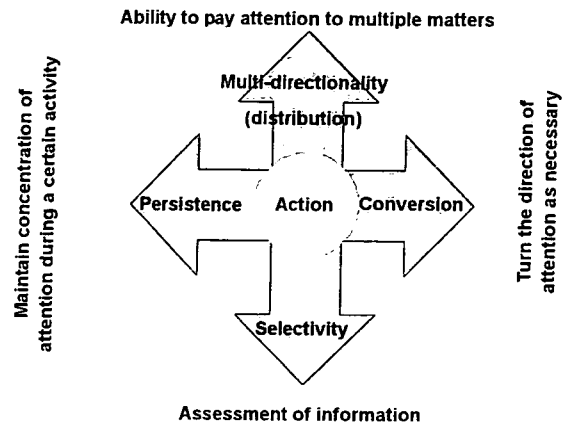 Ability to pay attention to multiple matters
Multi-directionality
(distribution)
Maintain concentration of
attention during a certain activity
Persistence
Action
Conversion
Turn the direction of
attention as necessary
Selectivity
Assessment of information